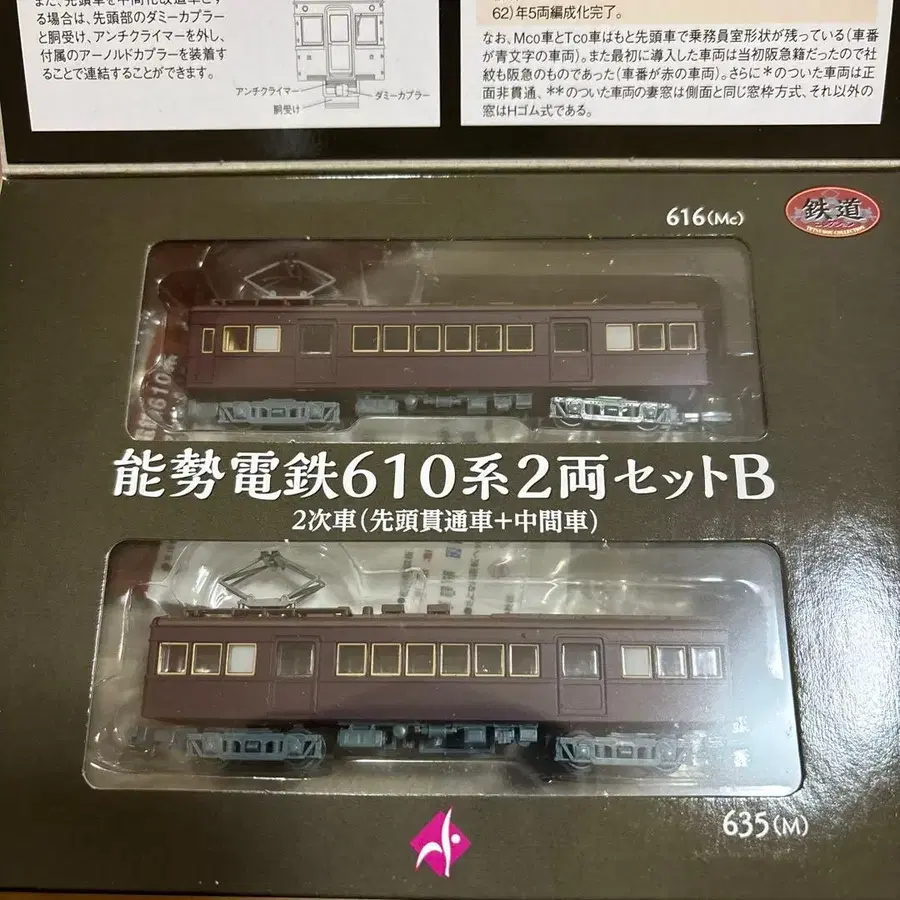 また、先頭車を中間化改造車とす
る場合は、先頭部のダミーカプラー
と胴受け、アンチクライマーを外し、
付属のアーノルドカプラーを装着す
ることで連結することができます。
アンチクライマー
ダミーカプラー
胴受け
62）年5両編成化完了。
なお、Mco車とTco車はもと先頭車で乗務員室形状が残っている（車番
が青文字の車両）。また最初に導入した車両は当初阪急籍だったので社
紋も阪急のものであった（車番が赤の車両）。さらに＊のついた車両は正
面非貫通、＊＊のついた車両の妻窓は側面と同じ窓枠方式、それ以外の
窓はHゴム式である。
616(Mc)
鉄道
コレクション
TETSUDOU COLLECTION
610系
能勢電鉄610系2両セットB
2次車（先頭貫通車+中間車）
635(M)